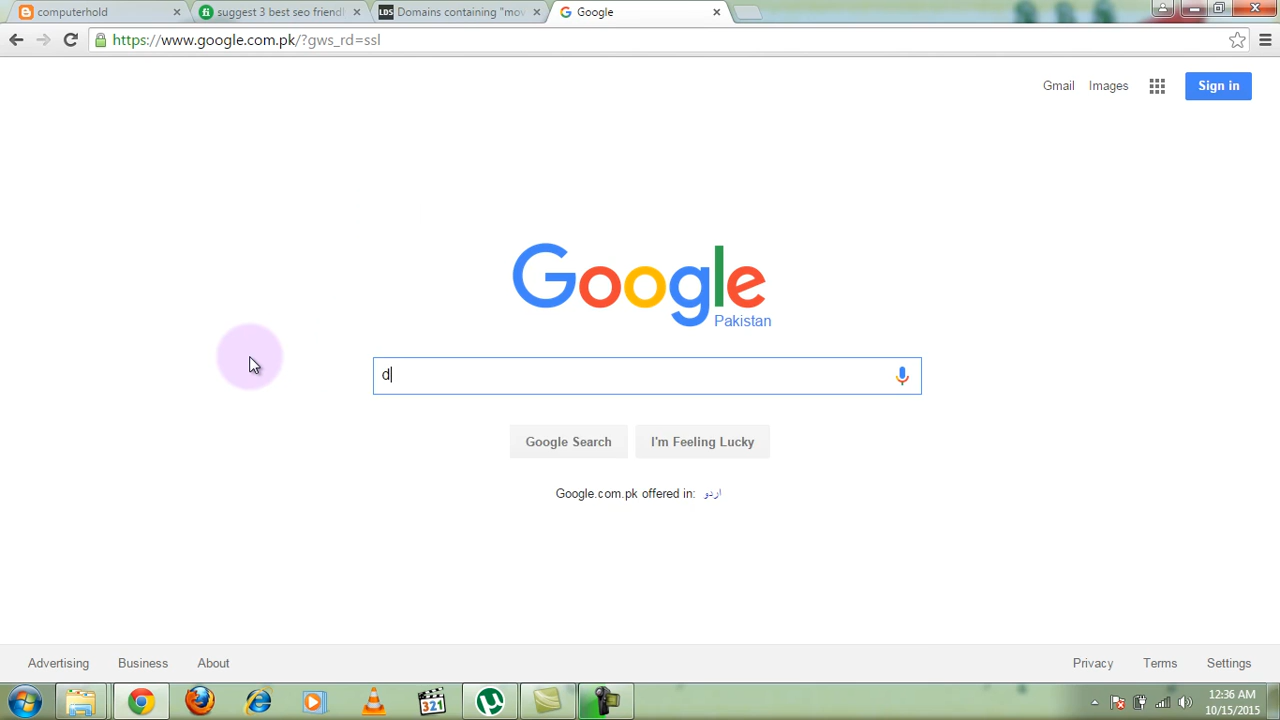 computerhold
suggest 3 best seo friendl
LDS Domains containing "mov
Google
https://www.google.com.pk/?gws_rd=ssl
Gmail Images Sign in
Google
Pakistan
d
Google Search I'm Feeling Lucky
Google.com.pk offered in: اردو
Advertising Business About Privacy Terms Settings
321
12:36 AM
10/15/2015